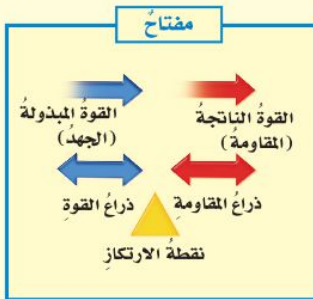 مفتاحٌ
القوةُ الناتجةُ
(المقاومةُ)
القوةُ المبذولةُ
(الجهدُ)
ذراعُ المقاومةِ
ذراعُ القوةِ
نقطةُ الارتكازِ